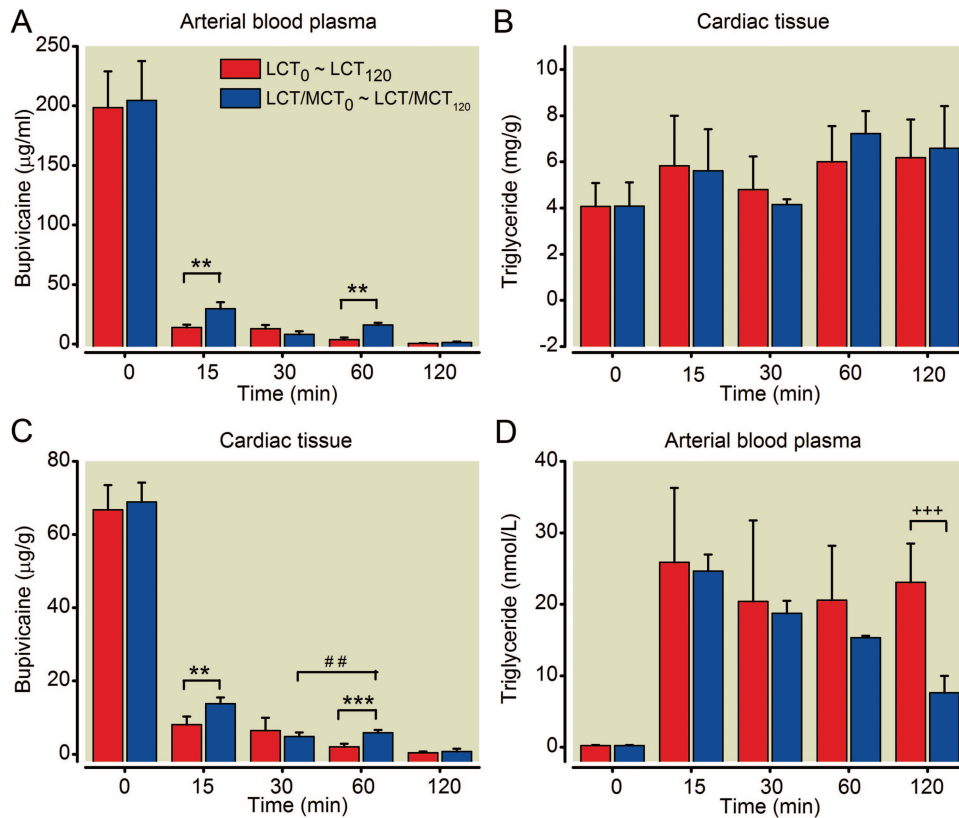 A
Arterial blood plasma
Bupivicaine (µg/ml)
250
200
150
100
50
0
LCT0 ~ LCT120
LCT/MCT0 ~ LCT/MCT120
**
**
0 15 30 60 120
Time (min)
B
Cardiac tissue
Triglyceride (mg/g)
10
8
6
4
2
0
-2
0 15 30 60 120
Time (min)
C
Cardiac tissue
Bupivicaine (µg/g)
80
60
40
20
0
**
##
***
0 15 30 60 120
Time (min)
D
Arterial blood plasma
Triglyceride (nmol/L)
40
30
20
10
0
+++
0 15 30 60 120
Time (min)